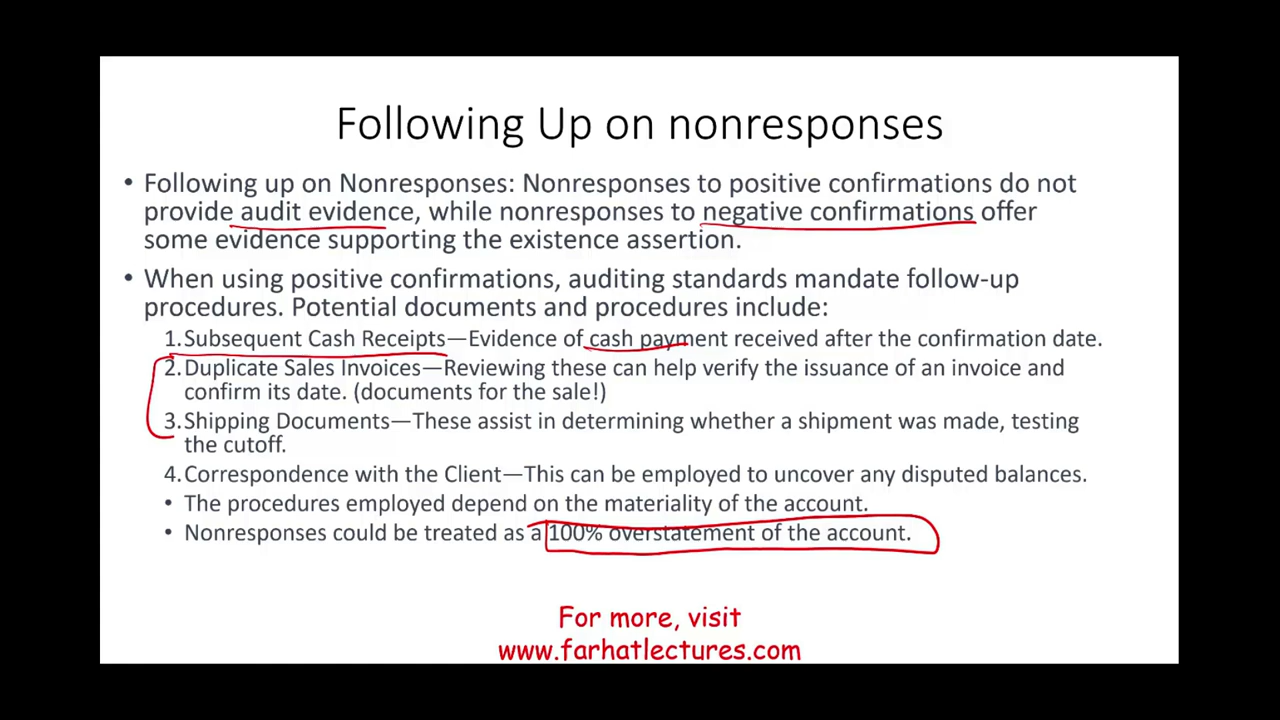 Following Up on nonresponses
• Following up on Nonresponses: Nonresponses to positive confirmations do not
provide audit evidence, while nonresponses to negative confirmations offer
some evidence supporting the existence assertion.
• When using positive confirmations, auditing standards mandate follow-up
procedures. Potential documents and procedures include:
1. Subsequent Cash Receipts—Evidence of cash payment received after the confirmation date.
2. Duplicate Sales Invoices—Reviewing these can help verify the issuance of an invoice and
confirm its date. (documents for the sale!)
3. Shipping Documents—These assist in determining whether a shipment was made, testing
the cutoff.
4. Correspondence with the Client—This can be employed to uncover any disputed balances.
• The procedures employed depend on the materiality of the account.
• Nonresponses could be treated as a 100% overstatement of the account.
For more, visit
www.farhatlectures.com